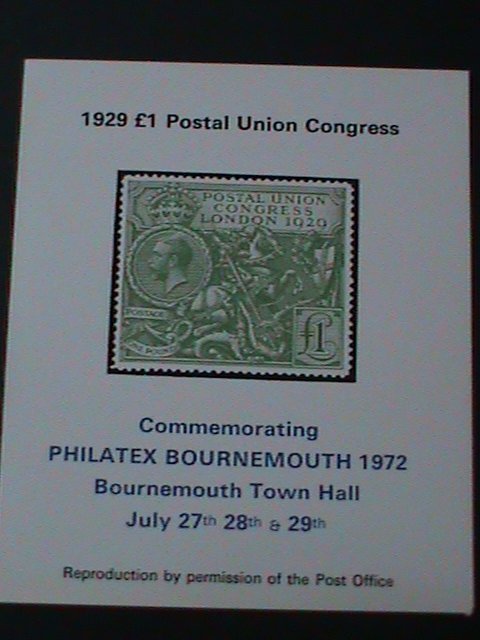 1929 £1 Postal Union Congress
POSTAL UNION
CONGRESS
LONDON 1929
POSTAGE
ONE POUND
£1
Commemorating
PHILATEX BOURNEMOUTH 1972
Bournemouth Town Hall
July 27th 28th & 29th
Reproduction by permission of the Post Office